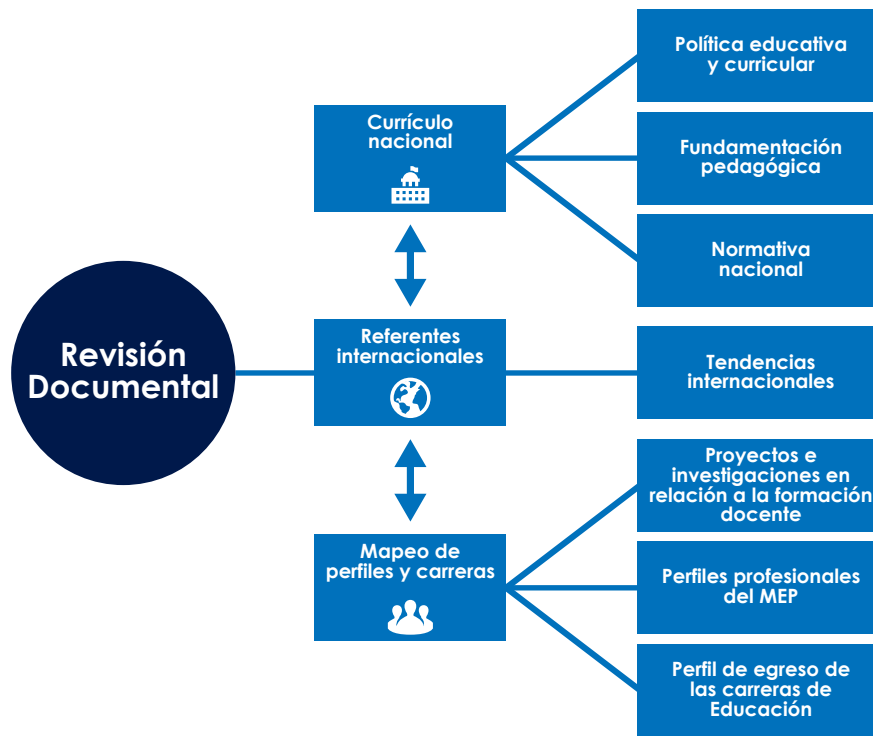 Revisión
Documental
Currículo
nacional
Política educativa
y curricular
Fundamentación
pedagógica
Normativa
nacional
Referentes
internacionales
Tendencias
internacionales
Mapeo de
perfiles y carreras
Proyectos e
investigaciones en
relación a la formación
docente
Perfiles profesionales
del MEP
Perfil de egreso de
las carreras de
Educación